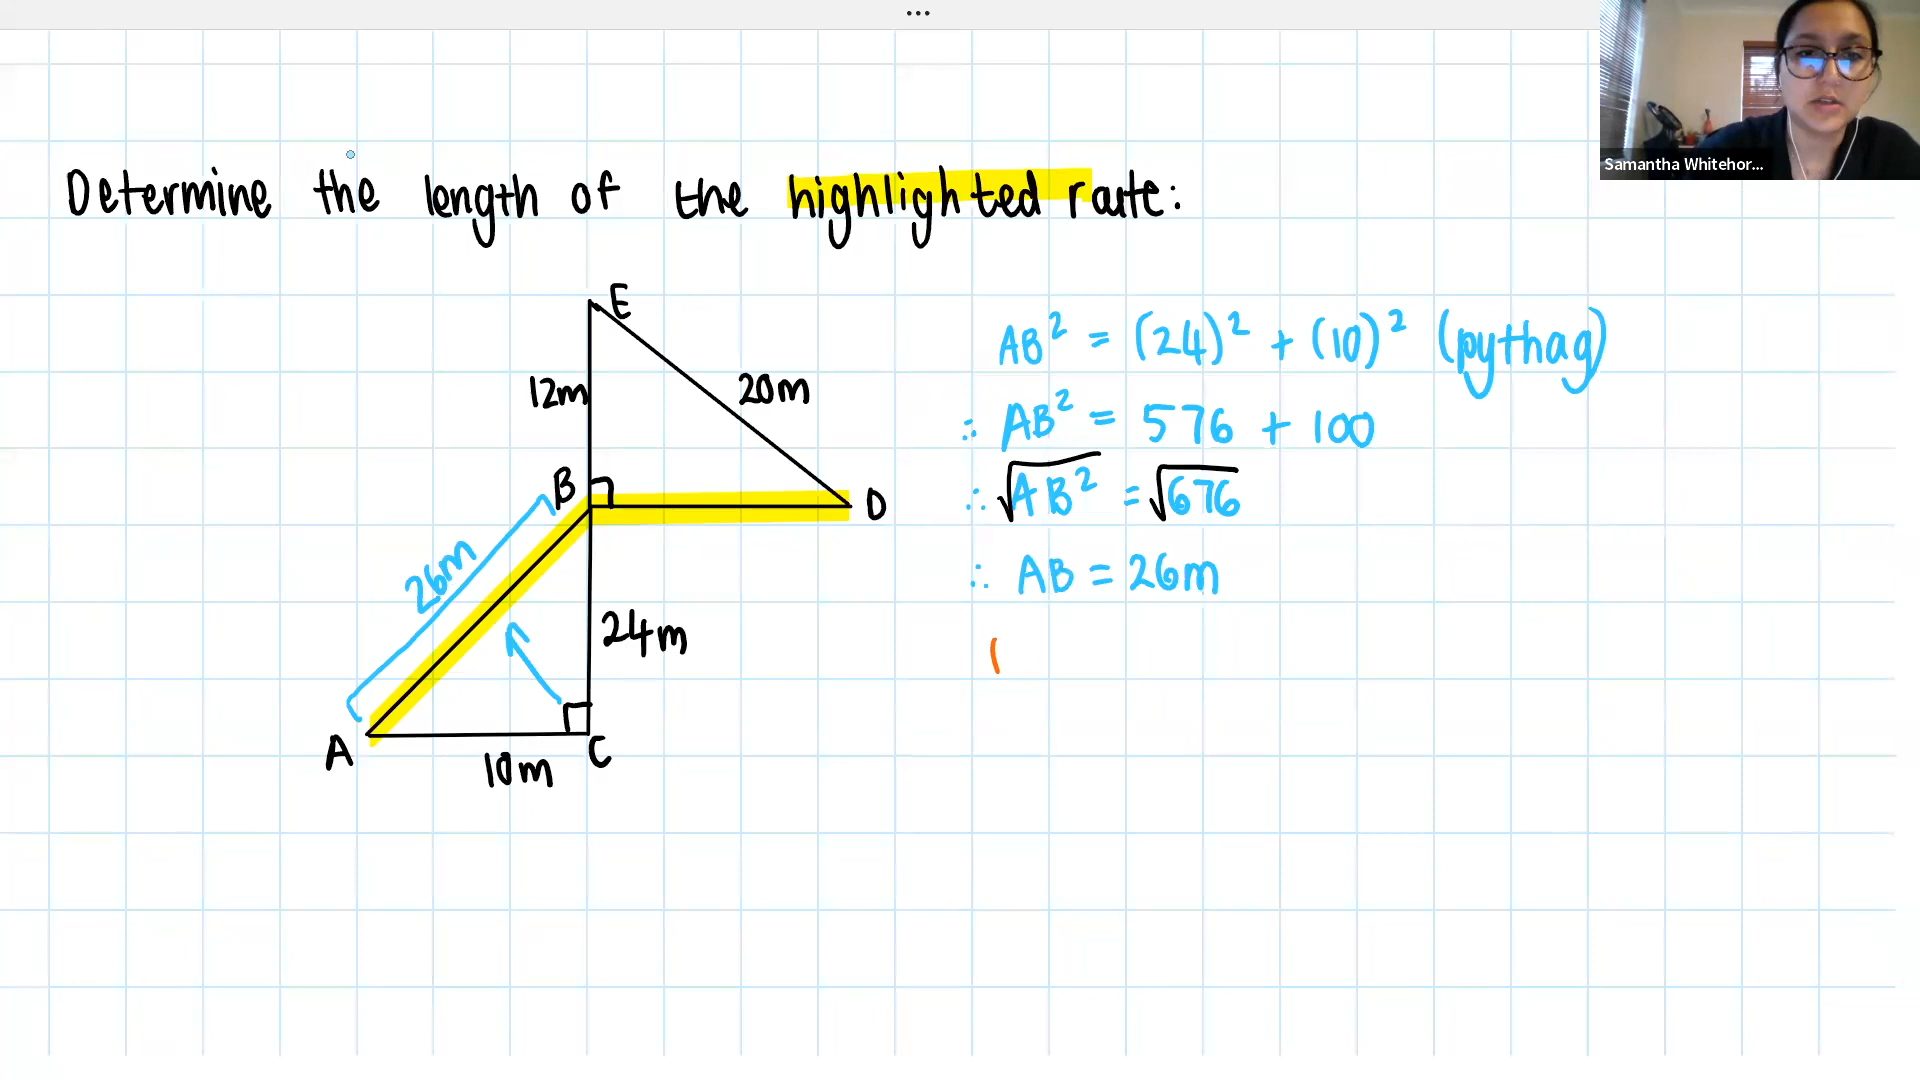 ...
Samantha Whitehor...
Determine the length of the highlighted route:
E
12m
20m
B
D
26m
24m
A
10m
C
AB² = (24)² + (10)² (pythag)
∴ AB² = 576 + 100
∴ √AB² = √676
∴ AB = 26m